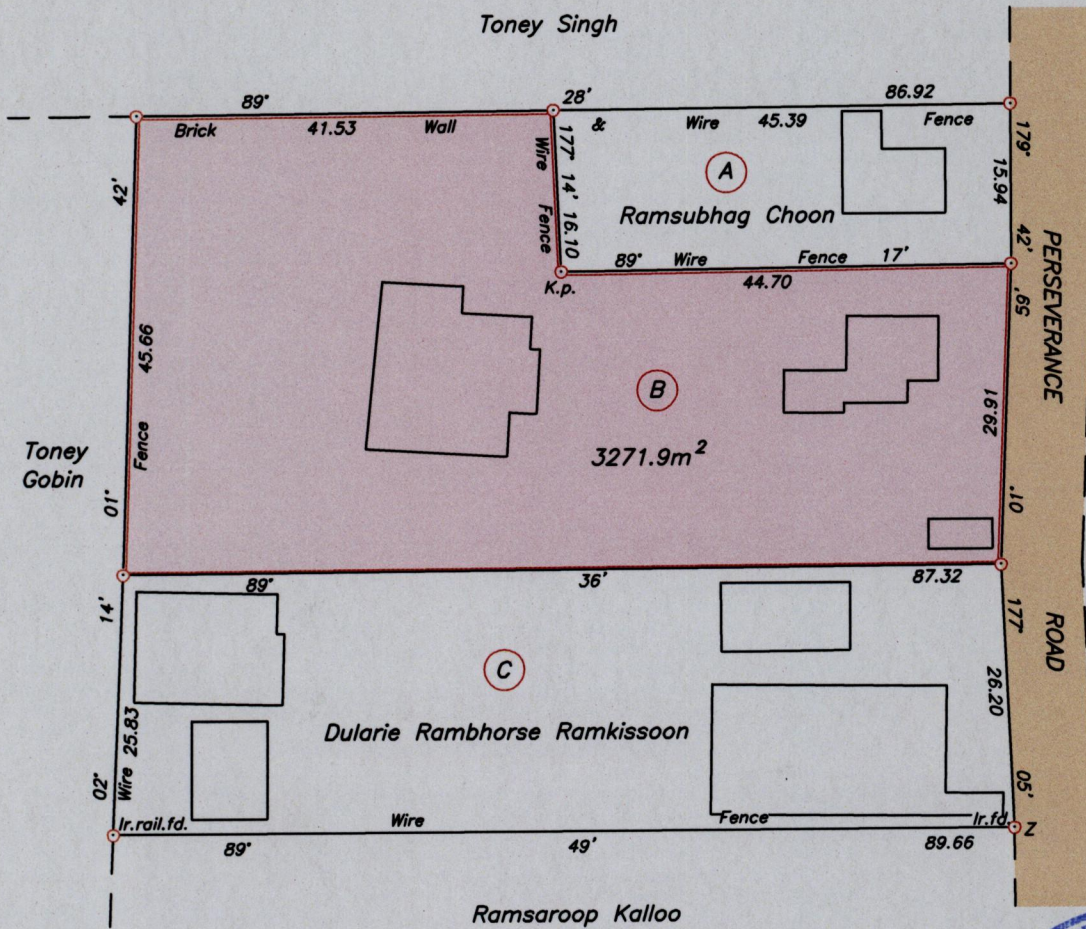 Toney Singh
89° 28' 86.92
Brick 41.53 Wall & Wire 45.39 Fence
177° 14' 16.10
Wire Fence
A
Ramsubhag Choon
179° 15.94 42'
89° Wire Fence 17'
44.70
K.p.
PERSEVERANCE
42'
45.66
Fence
01°
Toney
Gobin
B
3271.9m²
59'
29.91
01°
89° 36' 87.32
14'
Wire 25.83
02°
C
Dularie Rambhorse Ramkissoon
177° 26.20 05'
ROAD
Ir.rail.fd. Wire Fence Ir.fd. Z
89° 49' 89.66
Ramsaroop Kalloo